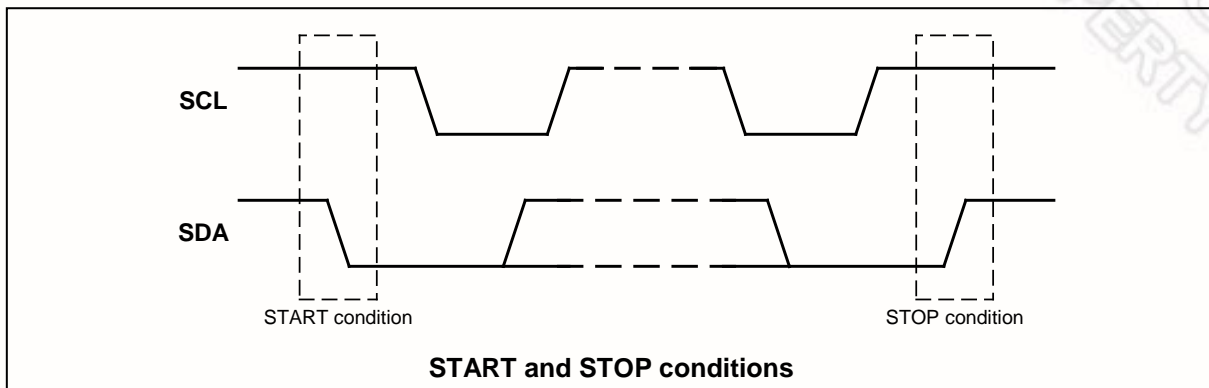 SCL
SDA
START condition
STOP condition
START and STOP conditions